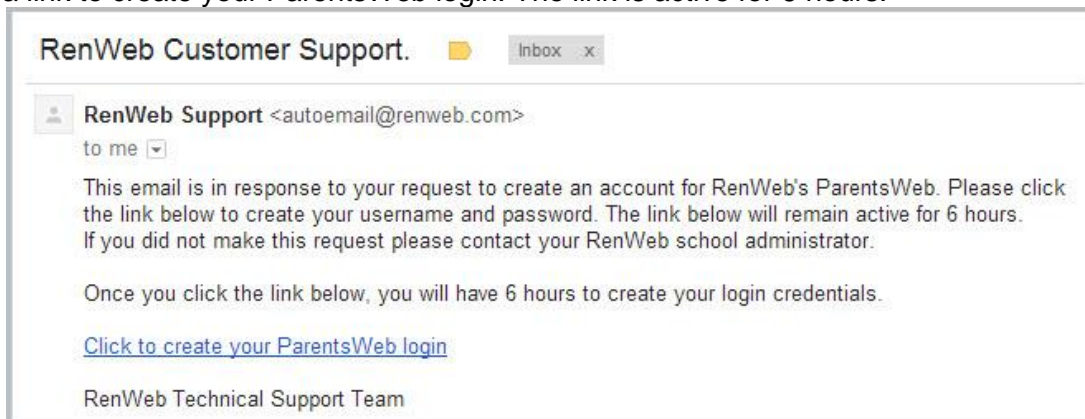 a link to create your ParentsWeb login. The link is active for hours.
RenWeb Customer Support. Inbox x
RenWeb Support <autoemail@renweb.com>
to me
This email is in response to your request to create an account for RenWeb's ParentsWeb. Please click
the link below to create your username and password. The link below will remain active for 6 hours.
If you did not make this request please contact your RenWeb school administrator.
Once you click the link below, you will have 6 hours to create your login credentials.
Click to create your ParentsWeb login
RenWeb Technical Support Team